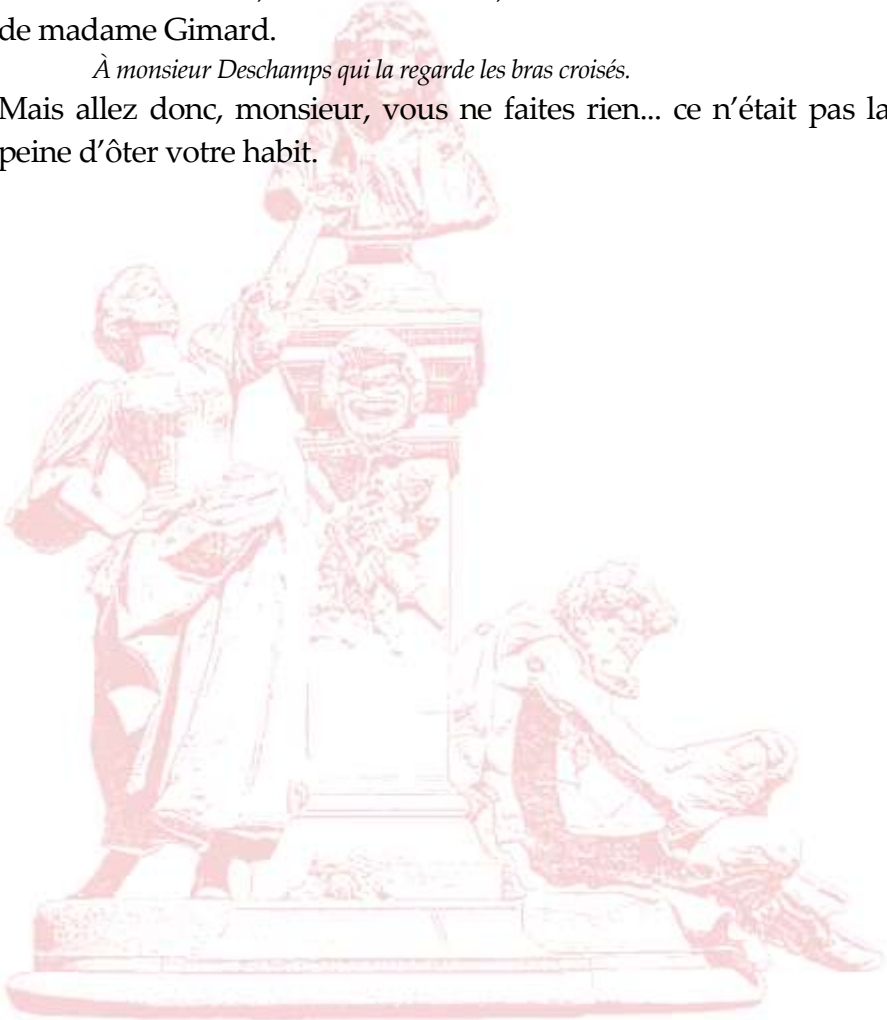 de madame Gimard.
À monsieur Deschamps qui la regarde les bras croisés.
Mais allez donc, monsieur, vous ne faites rien... ce n’était pas la
peine d’ôter votre habit.